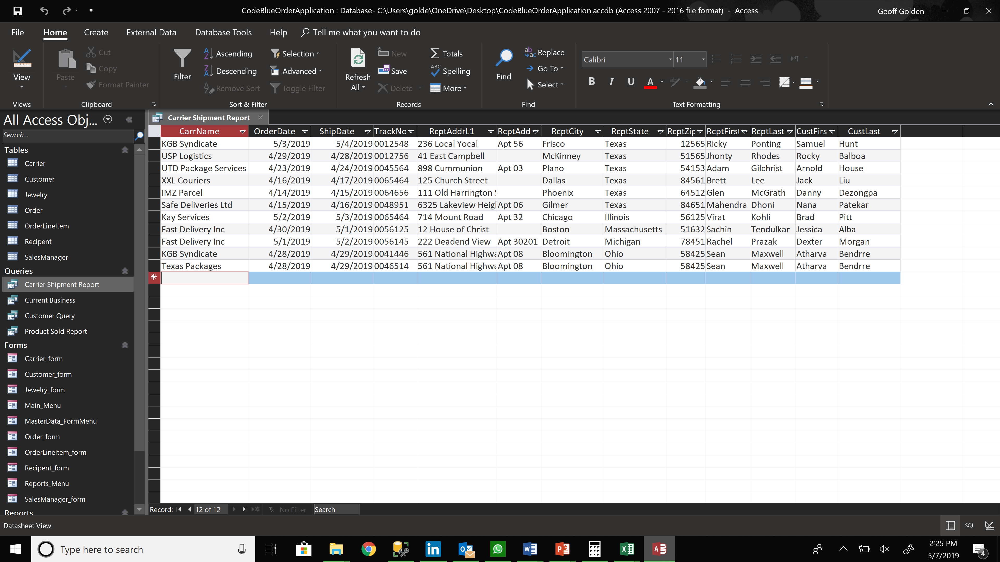 CodeBlueOrderApplication : Database- C:\Users\golde\OneDrive\Desktop\CodeBlueOrderApplication.accdb (Access 2007 - 2016 file format) - Access
Geoff Golden
File Home Create External Data Database Tools Help Tell me what you want to do
View
Views
Paste
Cut
Copy
Format Painter
Clipboard
Filter
Ascending
Descending
Remove Sort
Selection
Advanced
Toggle Filter
Sort & Filter
Refresh All
New
Save
Delete
Totals
Spelling
More
Records
Find
Replace
Go To
Select
Find
Calibri 11
B I U A
Text Formatting
All Access Obj...
Search...
Tables
Carrier
Customer
Jewelry
Order
OrderLineItem
Recipent
SalesManager
Queries
Carrier Shipment Report
Current Business
Customer Query
Product Sold Report
Forms
Carrier_form
Customer_form
Jewelry_form
Main_Menu
MasterData_FormMenu
Order_form
OrderLineItem_form
Recipent_form
Reports_Menu
SalesManager_form
Reports
Carrier Shipment Report
CarrName OrderDate ShipDate TrackNo RcptAddrL1 RcptAdd RcptCity RcptState RcptZip RcptFirst RcptLast CustFirs CustLast
KGB Syndicate 5/3/2019 5/4/2019 0012548 236 Local Yocal Apt 56 Frisco Texas 12565 Ricky Ponting Samuel Hunt
USP Logistics 4/29/2019 4/28/2019 0012756 41 East Campbell McKinney Texas 51565 Jhonty Rhodes Rocky Balboa
UTD Package Services 4/23/2019 4/24/2019 0045564 898 Cummunion Apt 03 Plano Texas 54153 Adam Gilchrist Arnold House
XXL Couriers 4/16/2019 4/17/2019 0065464 125 Church Street Dallas Texas 84561 Brett Lee Jack Liu
IMZ Parcel 4/14/2019 4/15/2019 0064656 111 Old Harrington S Phoenix Texas 64512 Glen McGrath Danny Dezongpa
Safe Deliveries Ltd 4/15/2019 4/16/2019 0048951 6325 Lakeview Heigl Apt 06 Gilmer Texas 84651 Mahendra Dhoni Nana Patekar
Kay Services 5/2/2019 5/3/2019 0065464 714 Mount Road Apt 32 Chicago Illinois 56125 Virat Kohli Brad Pitt
Fast Delivery Inc 4/30/2019 5/1/2019 0056125 12 House of Christ Boston Massachusetts 51632 Sachin Tendulkar Jessica Alba
Fast Delivery Inc 5/1/2019 5/2/2019 0056145 222 Deadend View Apt 30201 Detroit Michigan 78451 Rachel Prazak Dexter Morgan
KGB Syndicate 4/28/2019 4/29/2019 0041446 561 National Highwa Apt 08 Bloomington Ohio 58425 Sean Maxwell Atharva Bendrre
Texas Packages 4/28/2019 4/29/2019 0046514 561 National Highwa Apt 08 Bloomington Ohio 58425 Sean Maxwell Atharva Bendrre
Record: 12 of 12 No Filter Search
Datasheet View
SQL
Type here to search
2:25 PM
5/7/2019
4